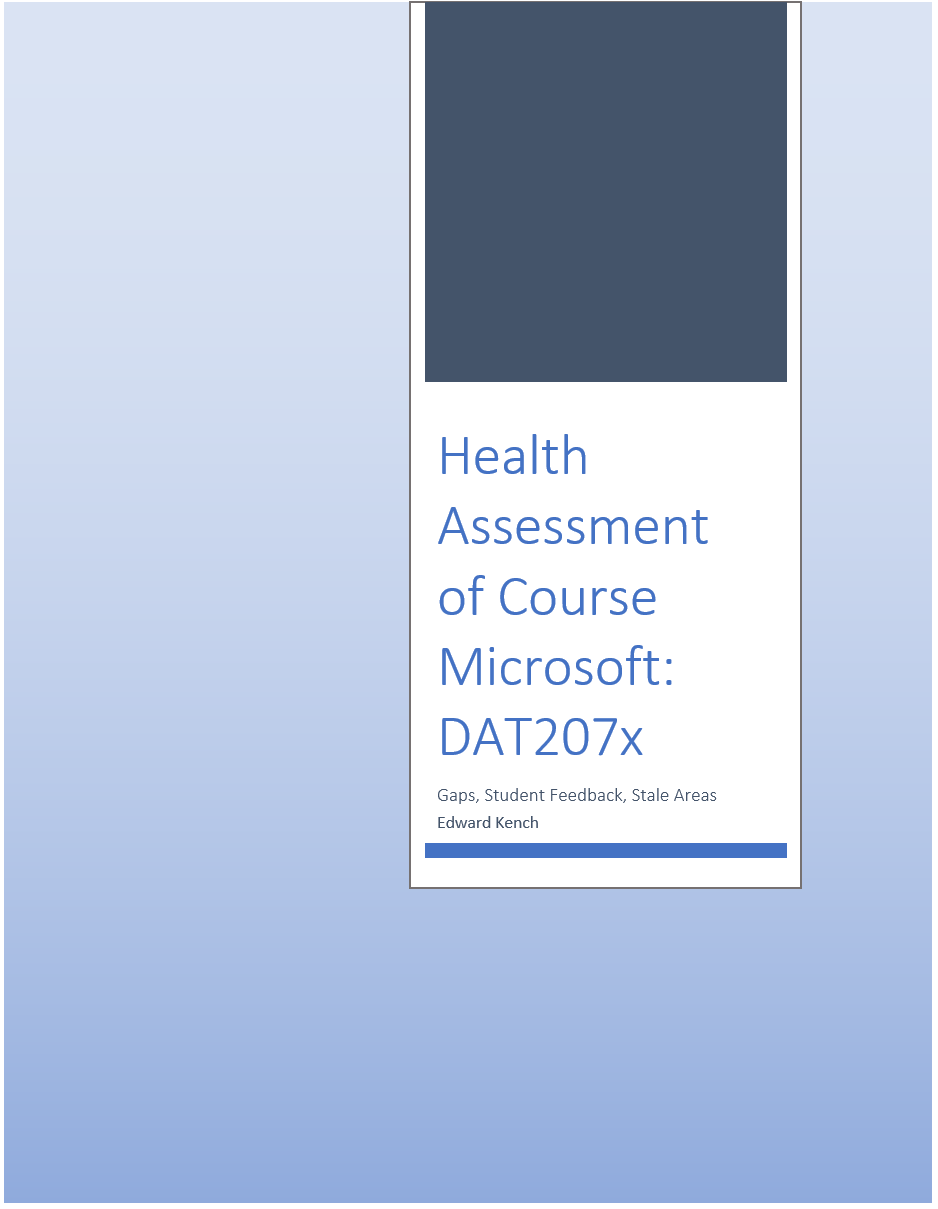 Health
Assessment
of Course
Microsoft:
DAT207x
Gaps, Student Feedback, Stale Areas
Edward Kench